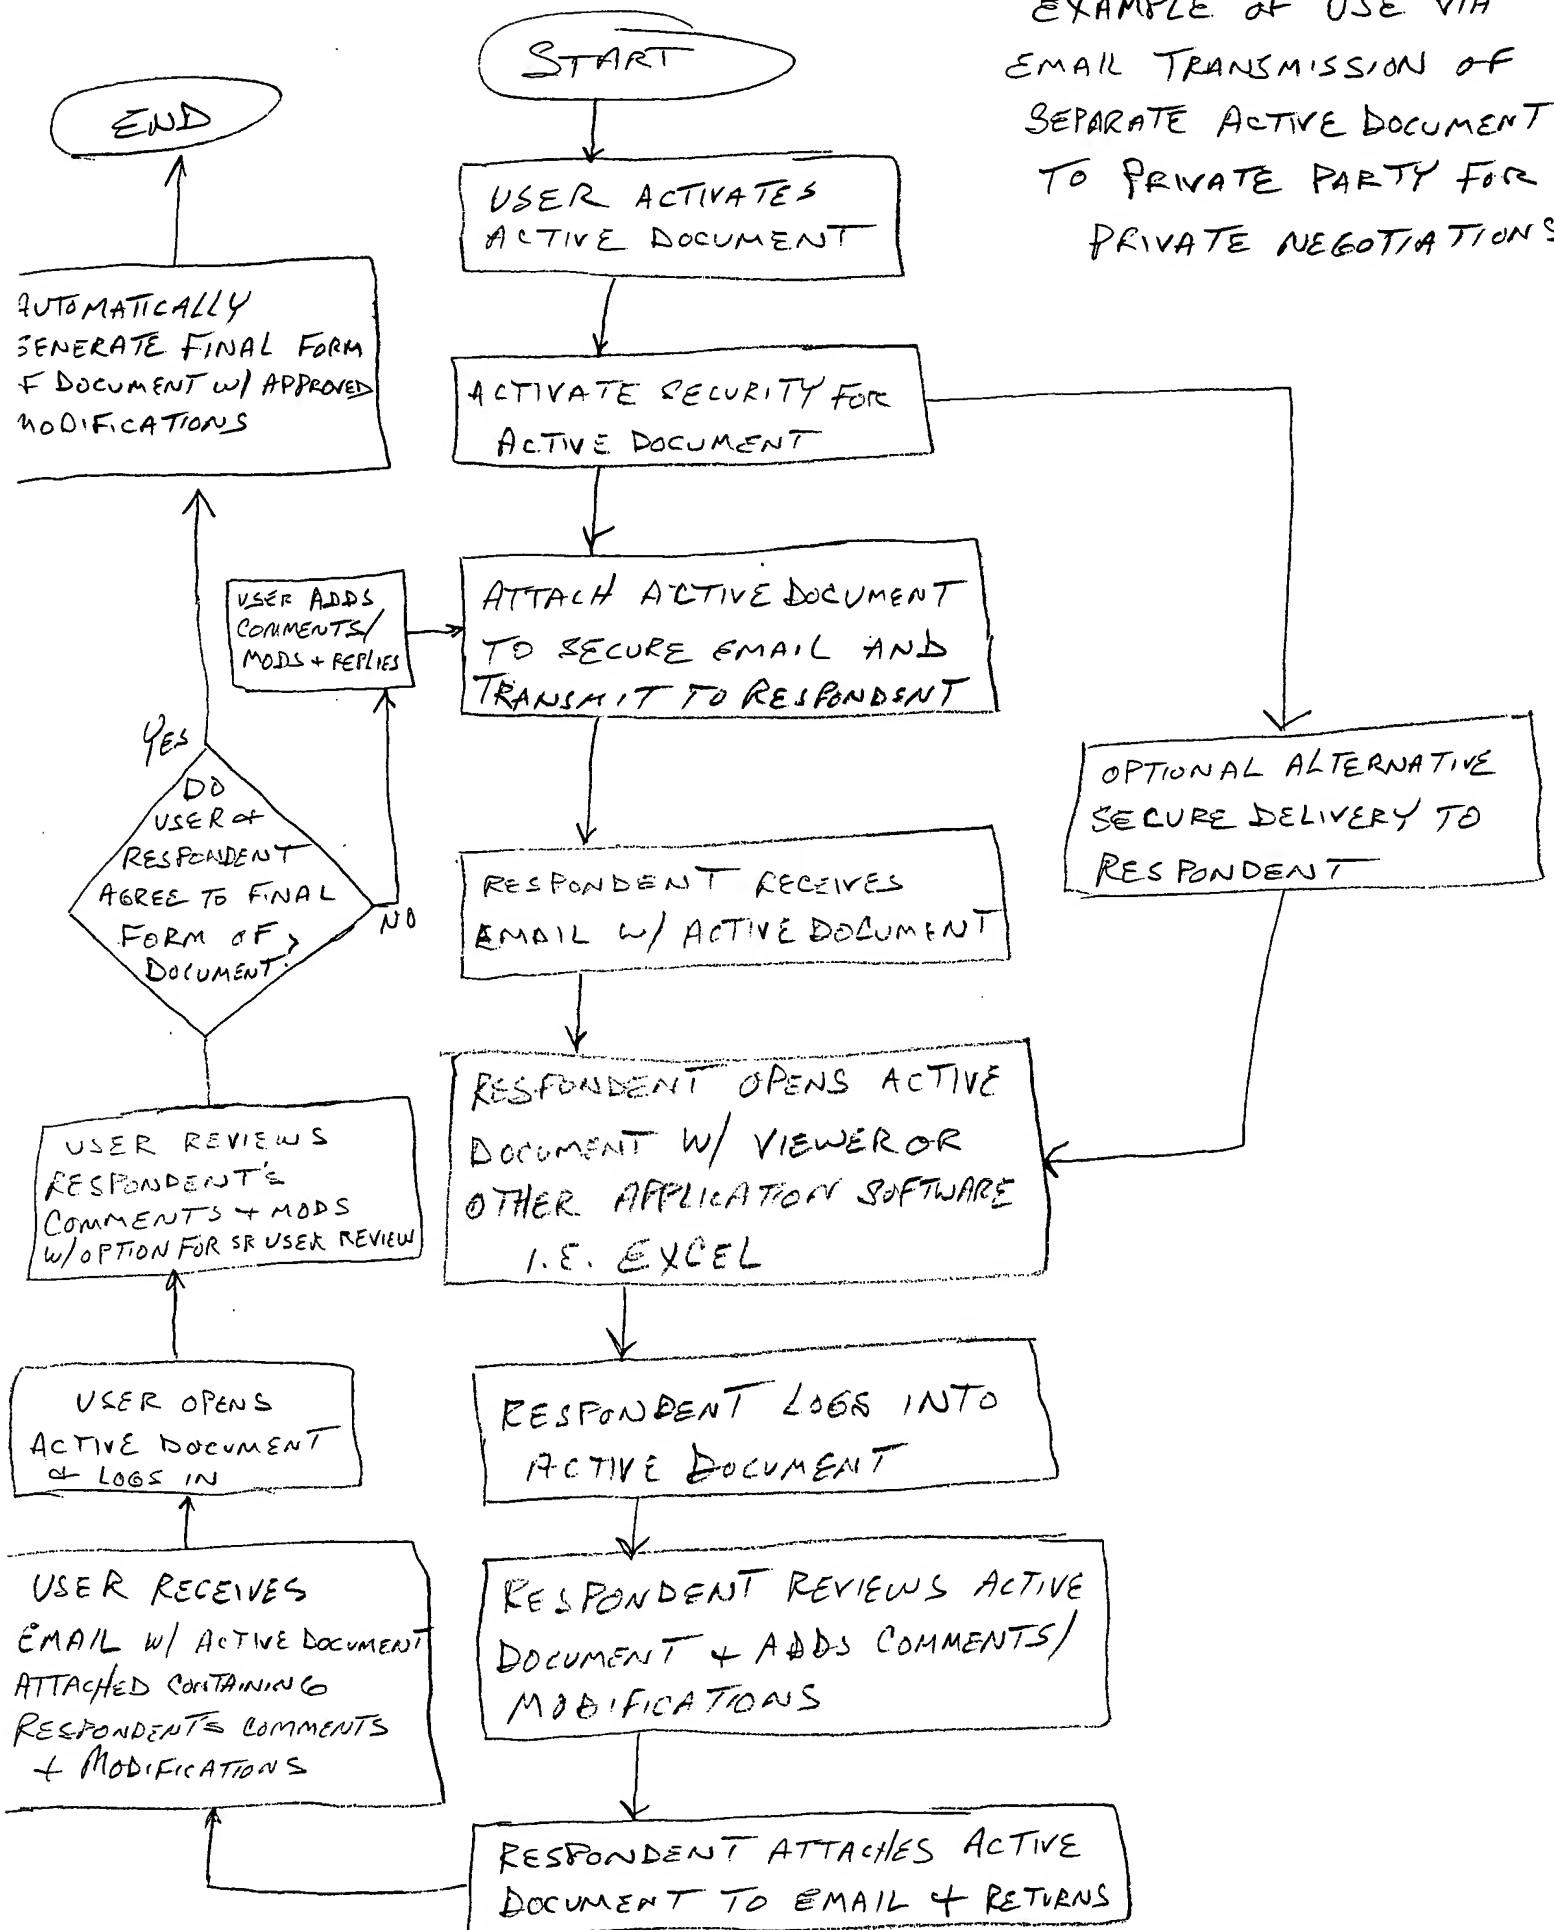 EXAMPLE OF USE VIA
EMAIL TRANSMISSION OF
SEPARATE ACTIVE DOCUMENT
TO PRIVATE PARTY FOR
PRIVATE NEGOTIATIONS
START
USER ACTIVATES
ACTIVE DOCUMENT
ACTIVATE SECURITY FOR
ACTIVE DOCUMENT
ATTACH ACTIVE DOCUMENT
TO SECURE EMAIL AND
TRANSMIT TO RESPONDENT
OPTIONAL ALTERNATIVE
SECURE DELIVERY TO
RESPONDENT
RESPONDENT RECEIVES
EMAIL W/ ACTIVE DOCUMENT
RESPONDENT OPENS ACTIVE
DOCUMENT W/ VIEWER OR
OTHER APPLICATION SOFTWARE
I.E. EXCEL
RESPONDENT LOGS INTO
ACTIVE DOCUMENT
RESPONDENT REVIEWS ACTIVE
DOCUMENT + ADDS COMMENTS/
MODIFICATIONS
RESPONDENT ATTACHES ACTIVE
DOCUMENT TO EMAIL + RETURNS
USER RECEIVES
EMAIL W/ ACTIVE DOCUMENT
ATTACHED CONTAINING
RESPONDENTS COMMENTS
+ MODIFICATIONS
USER OPENS
ACTIVE DOCUMENT
& LOGS IN
USER REVIEWS
RESPONDENT'S
COMMENTS + MODS
W/ OPTION FOR SR USER REVIEW
DO
USER &
RESPONDENT
AGREE TO FINAL
FORM OF
DOCUMENT?
YES
NO
USER ADDS
COMMENTS/
MODS + REPLIES
AUTOMATICALLY
GENERATE FINAL FORM
F DOCUMENT W/ APPROVED
MODIFICATIONS
END